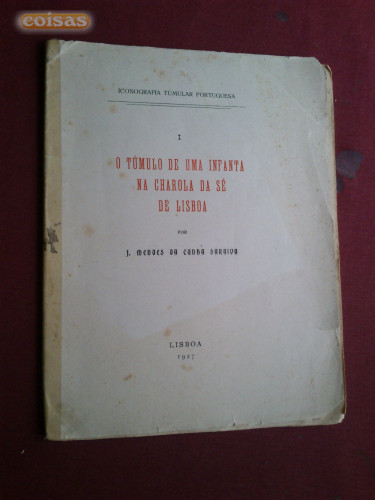 coisas
ICONOGRAFIA TUMULAR PORTUGUESA
I
O TÚMULO DE UMA INFANTA
NA CHAROLA DA SÉ
DE LISBOA
POR
J. MENDES DA CUNHA SARAIVA
LISBOA
1927